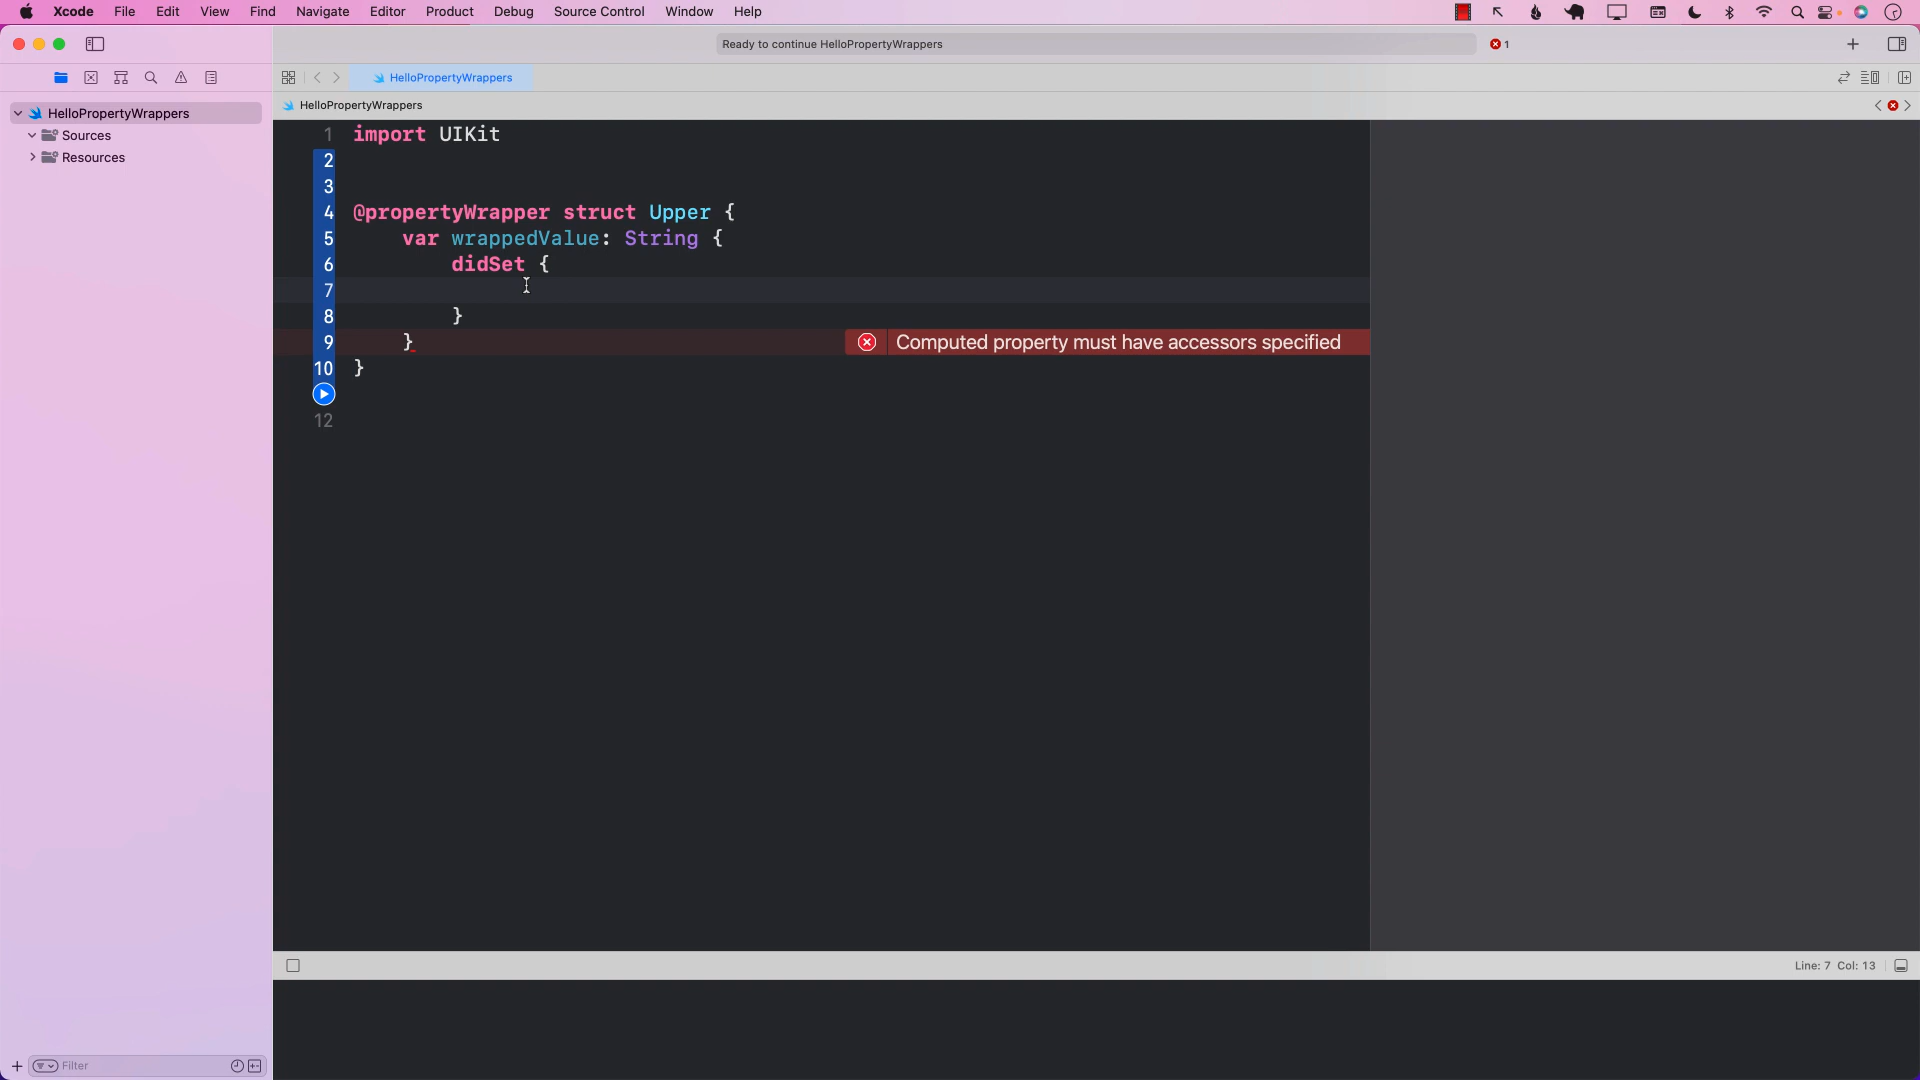 Xcode File Edit View Find Navigate Editor Product Debug Source Control Window Help
Ready to continue HelloPropertyWrappers
1
HelloPropertyWrappers
HelloPropertyWrappers
HelloPropertyWrappers
Sources
Resources
1 import UIKit
2
3
4 @propertyWrapper struct Upper {
5 var wrappedValue: String {
6 didSet {
7
8 }
9 } Computed property must have accessors specified
10 }
12
Line: 7 Col: 13
Filter